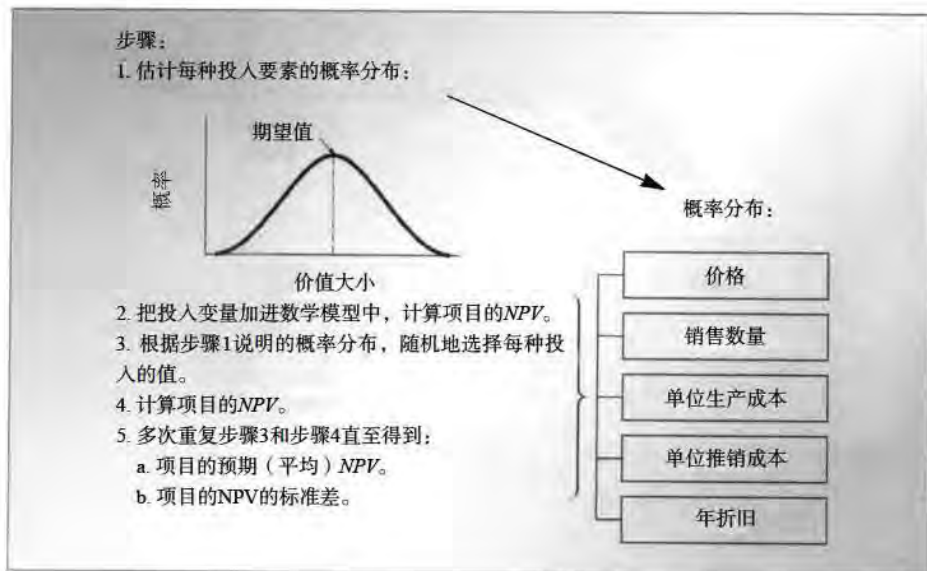 步骤：
1. 估计每种投入要素的概率分布：
期望值
概率
价值大小
2. 把投入变量加进数学模型中，计算项目的NPV。
3. 根据步骤1说明的概率分布，随机地选择每种投
入的值。
4. 计算项目的NPV。
5. 多次重复步骤3和步骤4直至得到：
a. 项目的预期（平均）NPV。
b. 项目的NPV的标准差。
概率分布：
价格
销售数量
单位生产成本
单位推销成本
年折旧